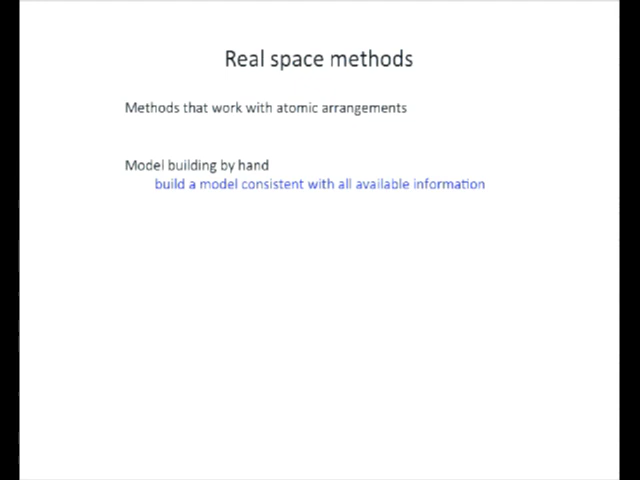 Real space methods
Methods that work with atomic arrangements
Model building by hand
build a model consistent with all available information